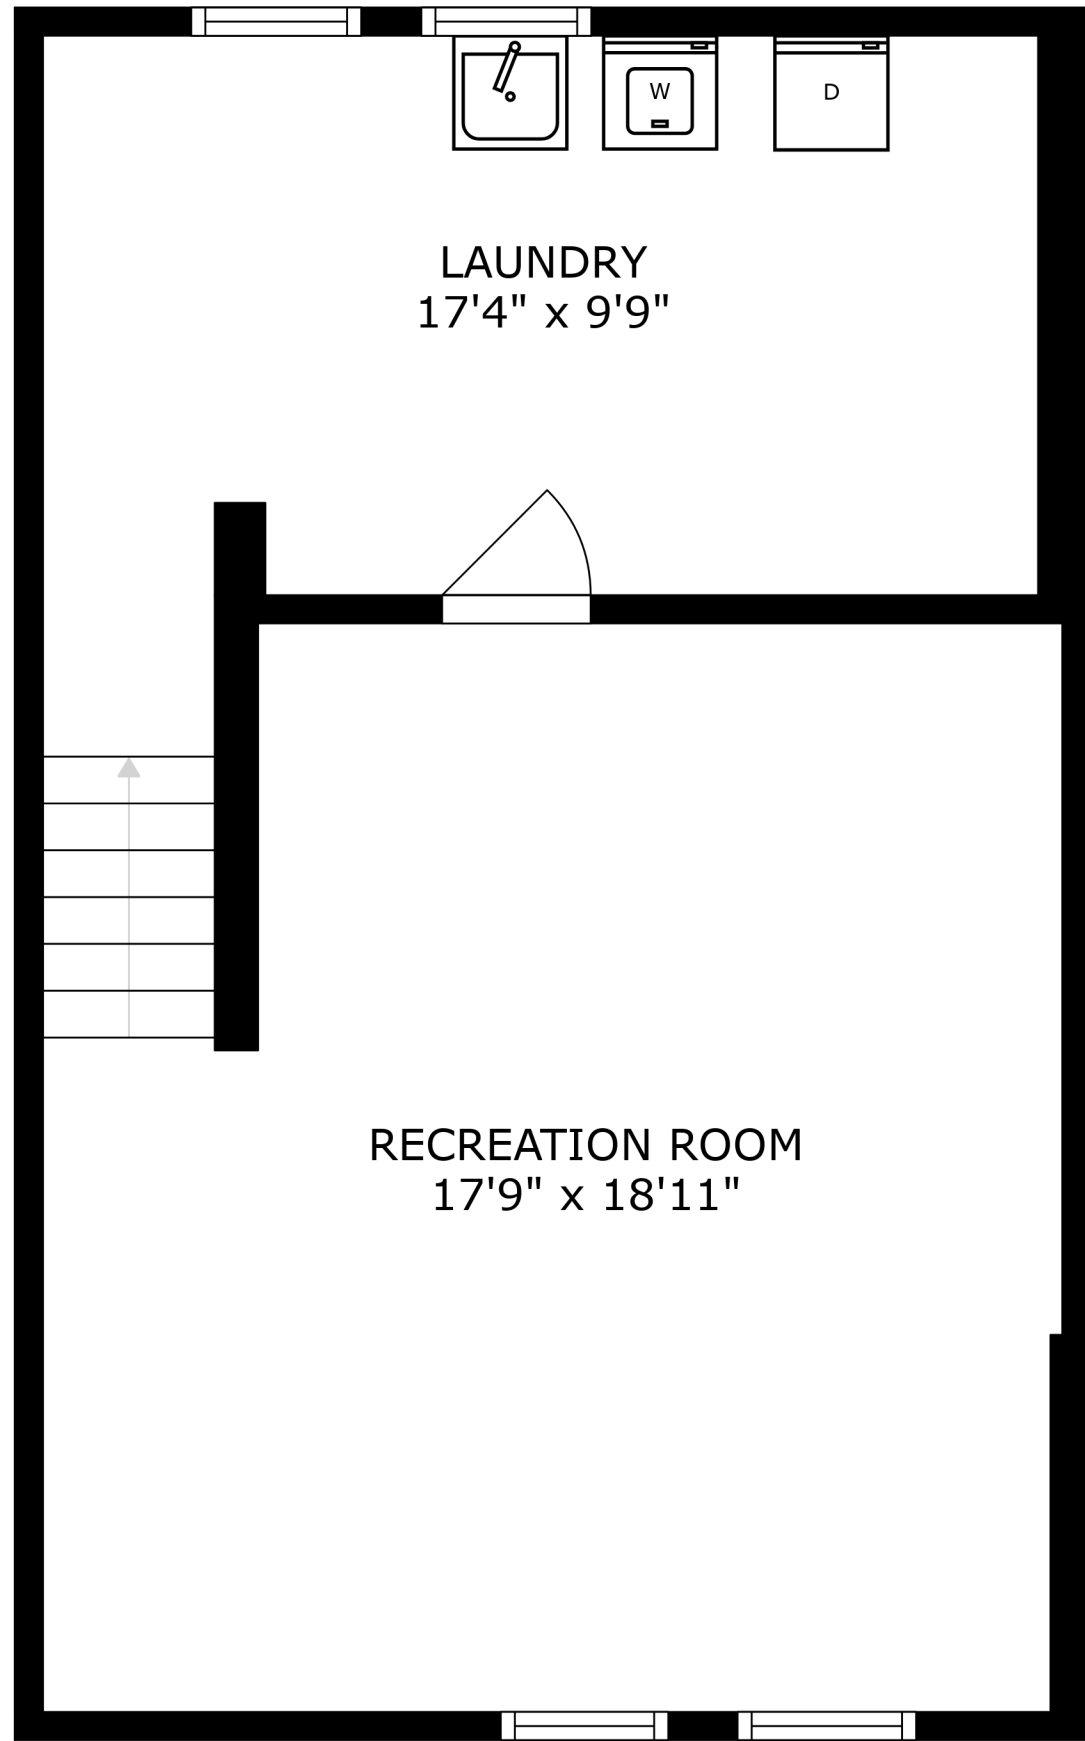 W
D
LAUNDRY
17'4" x 9'9"
RECREATION ROOM
17'9" x 18'11"